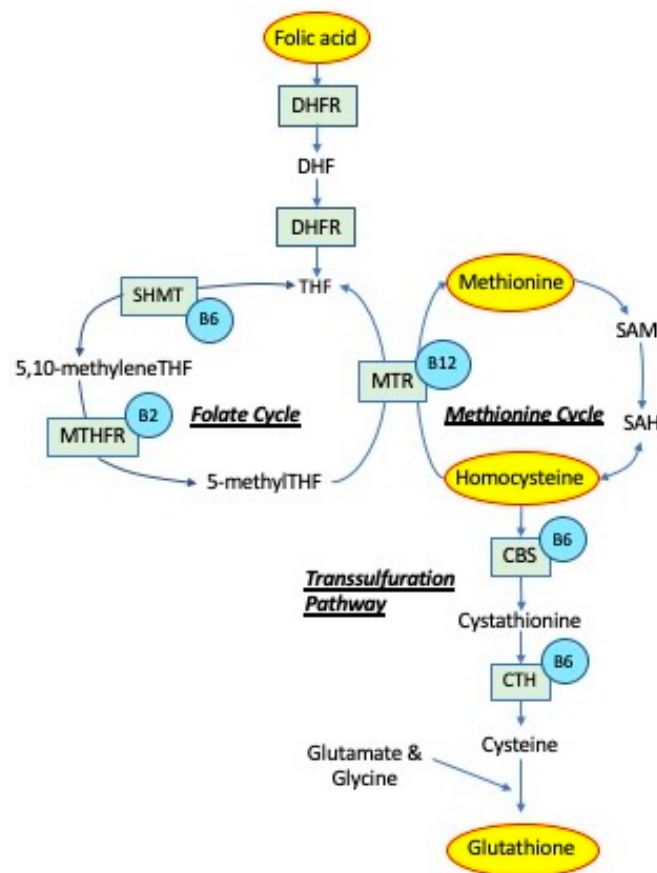 Folic acid
DHFR
DHF
DHFR
THF
SHMT
B6
5,10-methyleneTHF
B2
MTHFR
Folate Cycle
5-methylTHF
MTR
B12
Methionine
SAM
Methionine Cycle
SAH
Homocysteine
B6
CBS
Transsulfuration
Pathway
Cystathionine
B6
CTH
Cysteine
Glutamate &
Glycine
Glutathione